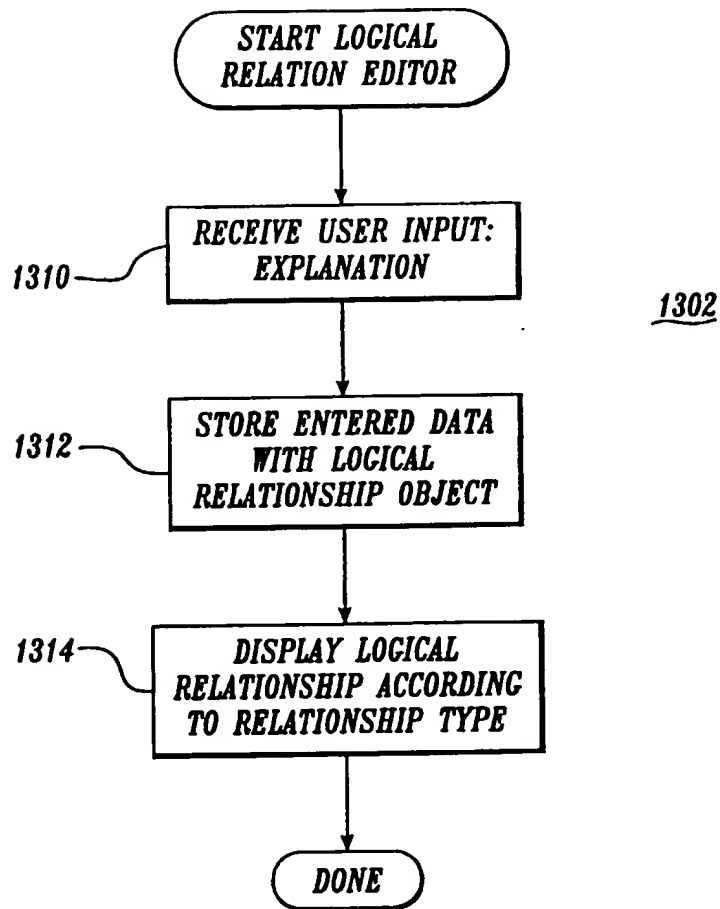 START LOGICAL
RELATION EDITOR
RECEIVE USER INPUT:
EXPLANATION
1310
1302
STORE ENTERED DATA
WITH LOGICAL
RELATIONSHIP OBJECT
1312
DISPLAY LOGICAL
RELATIONSHIP ACCORDING
TO RELATIONSHIP TYPE
1314
DONE